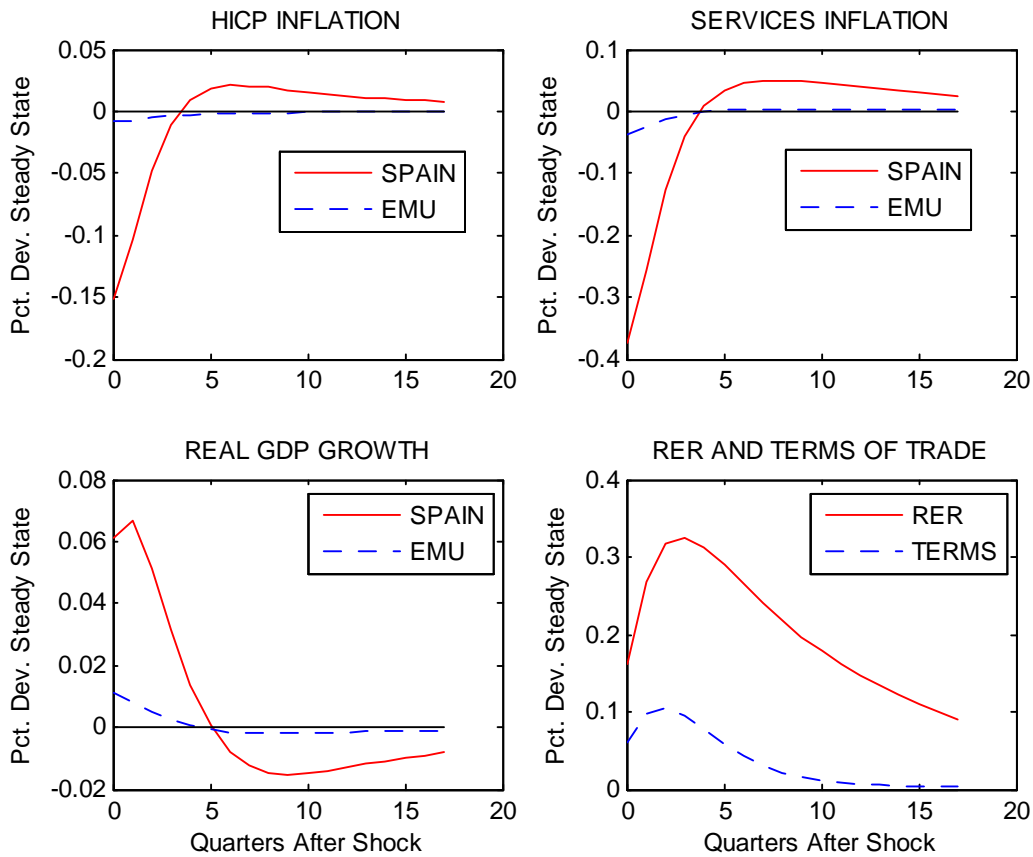 HICP INFLATION
Pct. Dev. Steady State
0.05
0
-0.05
-0.1
-0.15
-0.2
0 5 10 15 20
SPAIN
EMU
SERVICES INFLATION
Pct. Dev. Steady State
0.1
0
-0.1
-0.2
-0.3
-0.4
0 5 10 15 20
SPAIN
EMU
REAL GDP GROWTH
Pct. Dev. Steady State
0.08
0.06
0.04
0.02
0
-0.02
0 5 10 15 20
SPAIN
EMU
Quarters After Shock
RER AND TERMS OF TRADE
Pct. Dev. Steady State
0.4
0.3
0.2
0.1
0
0 5 10 15 20
RER
TERMS
Quarters After Shock